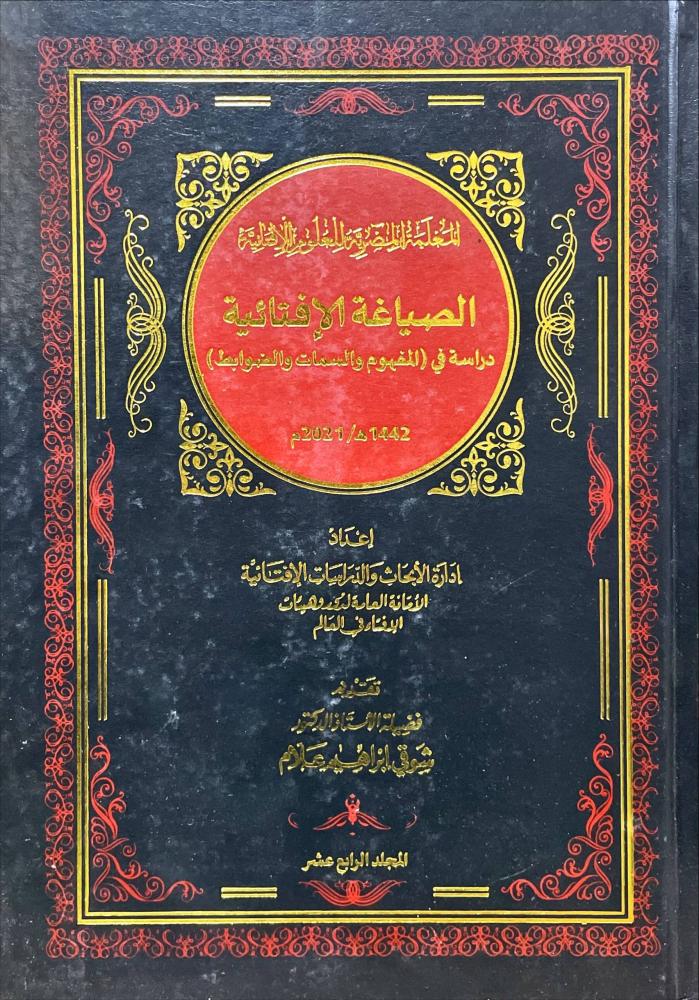 المعلمة المصرية للعلوم الإفتائية
الصياغة الإفتائية
دراسة في (المفهوم والسمات والضوابط)
1442هـ/2021م
إعداد
إدارة الأبحاث والدراسات الإفتائية
الأمانة العامة لدور وهيئات
الإفتاء في العالم
تقديم
فضيلة الأستاذ الدكتور
شوقي إبراهيم علام
المجلد الرابع عشر